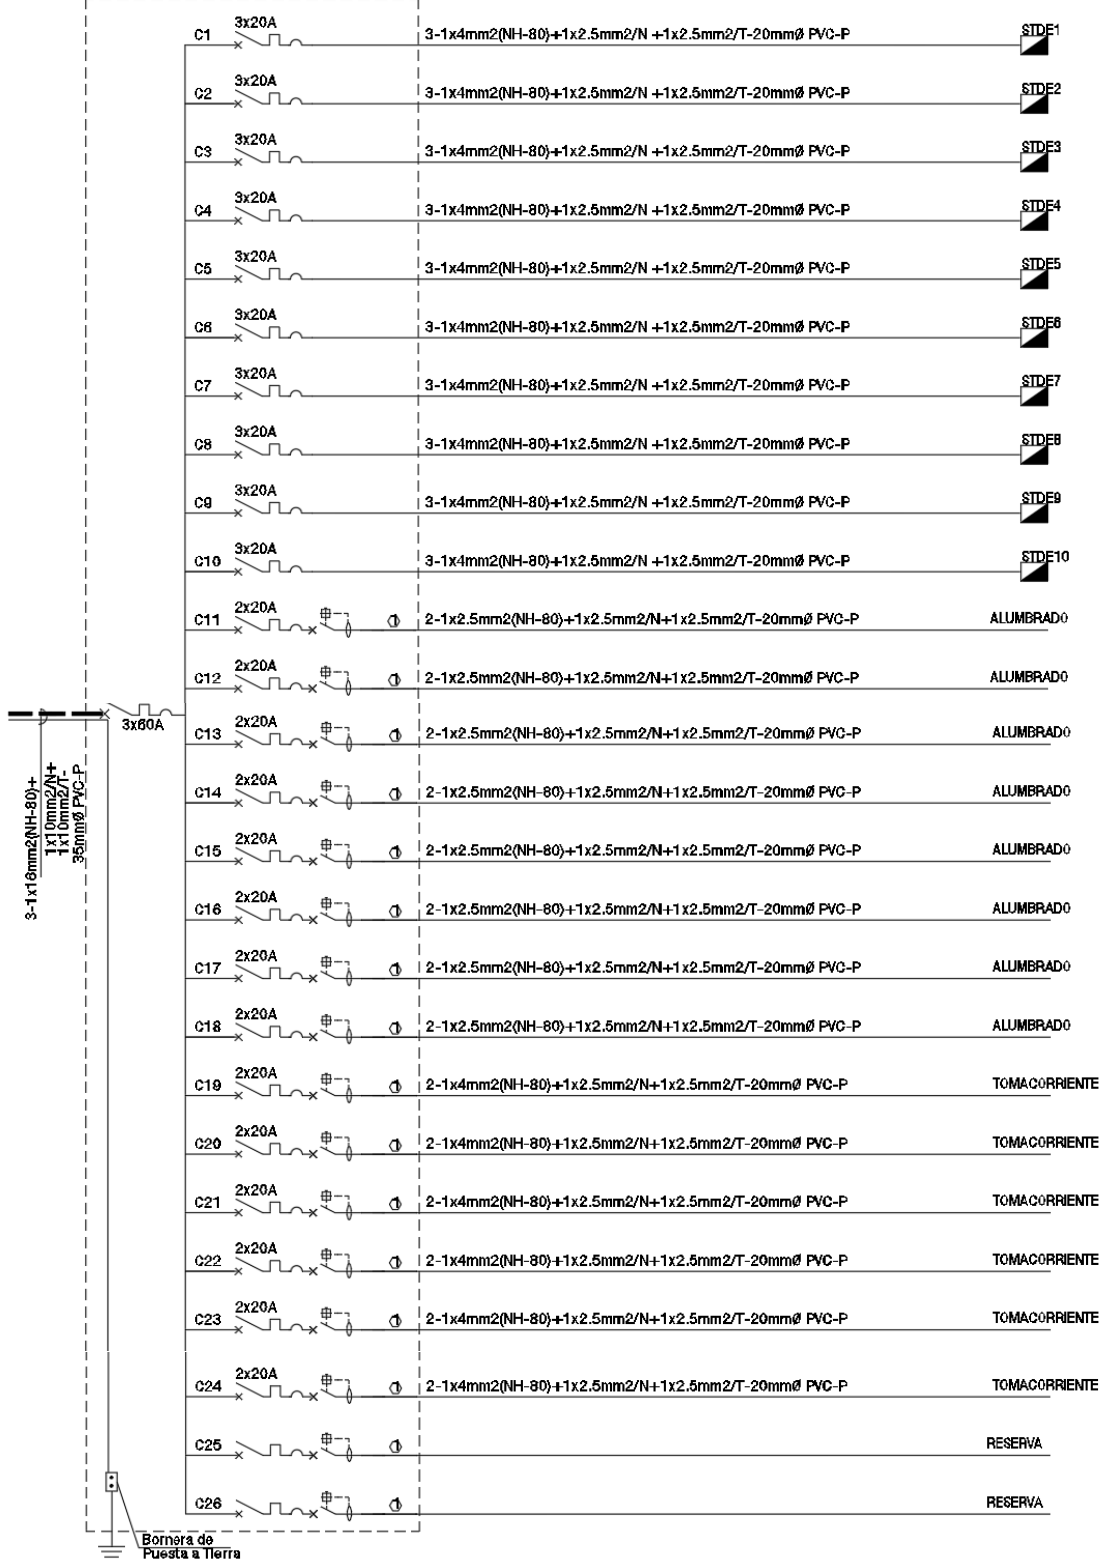 C1 3x20A 3-1x4mm2(NH-80)+1x2.5mm2/N +1x2.5mm2/T-20mmØ PVC-P STDE1
C2 3x20A 3-1x4mm2(NH-80)+1x2.5mm2/N +1x2.5mm2/T-20mmØ PVC-P STDE2
C3 3x20A 3-1x4mm2(NH-80)+1x2.5mm2/N +1x2.5mm2/T-20mmØ PVC-P STDE3
C4 3x20A 3-1x4mm2(NH-80)+1x2.5mm2/N +1x2.5mm2/T-20mmØ PVC-P STDE4
C5 3x20A 3-1x4mm2(NH-80)+1x2.5mm2/N +1x2.5mm2/T-20mmØ PVC-P STDE5
C6 3x20A 3-1x4mm2(NH-80)+1x2.5mm2/N +1x2.5mm2/T-20mmØ PVC-P STDE6
C7 3x20A 3-1x4mm2(NH-80)+1x2.5mm2/N +1x2.5mm2/T-20mmØ PVC-P STDE7
C8 3x20A 3-1x4mm2(NH-80)+1x2.5mm2/N +1x2.5mm2/T-20mmØ PVC-P STDE8
C9 3x20A 3-1x4mm2(NH-80)+1x2.5mm2/N +1x2.5mm2/T-20mmØ PVC-P STDE9
C10 3x20A 3-1x4mm2(NH-80)+1x2.5mm2/N +1x2.5mm2/T-20mmØ PVC-P STDE10
C11 2x20A 1 2-1x2.5mm2(NH-80)+1x2.5mm2/N+1x2.5mm2/T-20mmØ PVC-P ALUMBRADO
C12 2x20A 1 2-1x2.5mm2(NH-80)+1x2.5mm2/N+1x2.5mm2/T-20mmØ PVC-P ALUMBRADO
3x60A
3-1x16mm2(NH-80)+
1x10mm2/N+
1x10mm2/T-
35mmØ PVC-P
C13 2x20A 1 2-1x2.5mm2(NH-80)+1x2.5mm2/N+1x2.5mm2/T-20mmØ PVC-P ALUMBRADO
C14 2x20A 1 2-1x2.5mm2(NH-80)+1x2.5mm2/N+1x2.5mm2/T-20mmØ PVC-P ALUMBRADO
C15 2x20A 1 2-1x2.5mm2(NH-80)+1x2.5mm2/N+1x2.5mm2/T-20mmØ PVC-P ALUMBRADO
C16 2x20A 1 2-1x2.5mm2(NH-80)+1x2.5mm2/N+1x2.5mm2/T-20mmØ PVC-P ALUMBRADO
C17 2x20A 1 2-1x2.5mm2(NH-80)+1x2.5mm2/N+1x2.5mm2/T-20mmØ PVC-P ALUMBRADO
C18 2x20A 1 2-1x2.5mm2(NH-80)+1x2.5mm2/N+1x2.5mm2/T-20mmØ PVC-P ALUMBRADO
C19 2x20A 1 2-1x4mm2(NH-80)+1x2.5mm2/N+1x2.5mm2/T-20mmØ PVC-P TOMACORRIENTE
C20 2x20A 1 2-1x4mm2(NH-80)+1x2.5mm2/N+1x2.5mm2/T-20mmØ PVC-P TOMACORRIENTE
C21 2x20A 1 2-1x4mm2(NH-80)+1x2.5mm2/N+1x2.5mm2/T-20mmØ PVC-P TOMACORRIENTE
C22 2x20A 1 2-1x4mm2(NH-80)+1x2.5mm2/N+1x2.5mm2/T-20mmØ PVC-P TOMACORRIENTE
C23 2x20A 1 2-1x4mm2(NH-80)+1x2.5mm2/N+1x2.5mm2/T-20mmØ PVC-P TOMACORRIENTE
C24 2x20A 1 2-1x4mm2(NH-80)+1x2.5mm2/N+1x2.5mm2/T-20mmØ PVC-P TOMACORRIENTE
C25 1 RESERVA
C26 1 RESERVA
Bornera de
Puesta a Tierra